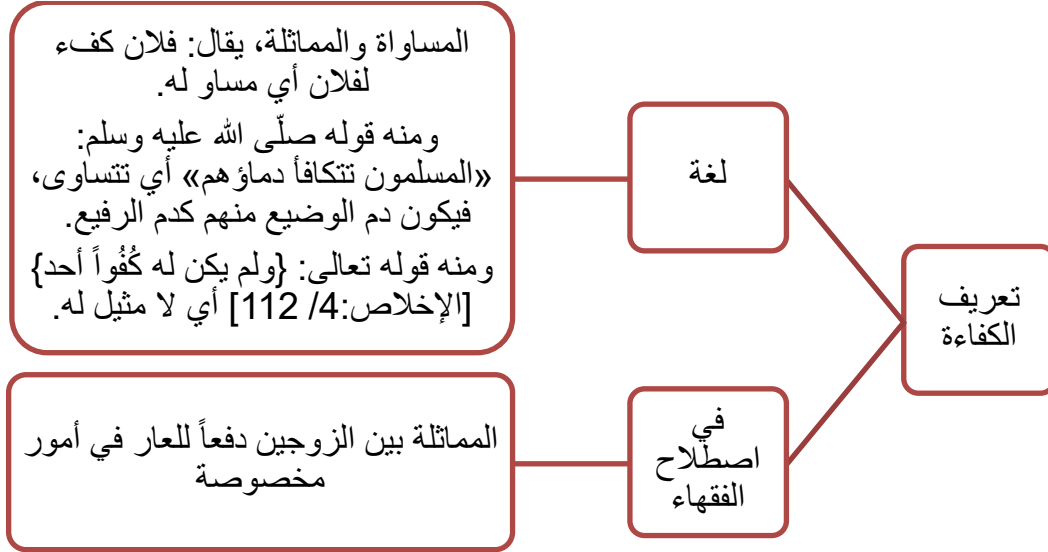 تعريف
الكفاءة
لغة
المساواة والمماثلة، يقال: فلان كفء
لفلان أي مساو له.
ومنه قوله صلّى الله عليه وسلم:
«المسلمون تتكافأ دماؤهم» أي تتساوى،
فيكون دم الوضيع منهم كدم الرفيع.
ومنه قوله تعالى: {ولم يكن له كُفُواً أحد}
[الإخلاص:4/ 112] أي لا مثيل له.
في
اصطلاح
الفقهاء
المماثلة بين الزوجين دفعاً للعار في أمور
مخصوصة